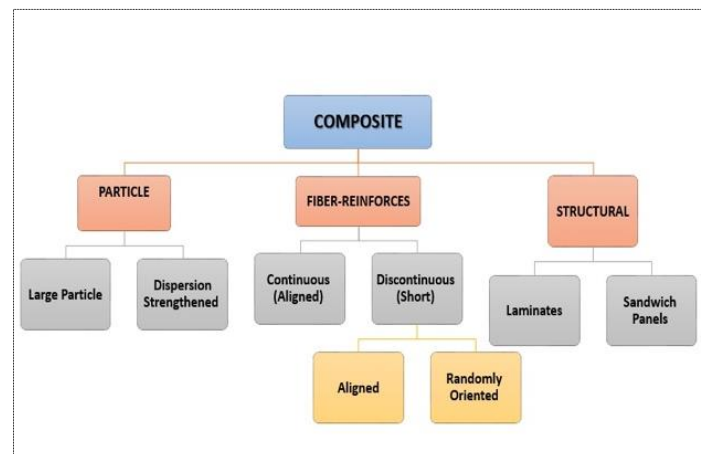 COMPOSITE
PARTICLE
FIBER-REINFORCES
STRUCTURAL
Large Particle
Dispersion
Strengthened
Continuous
(Aligned)
Discontinuous
(Short)
Laminates
Sandwich
Panels
Aligned
Randomly
Oriented